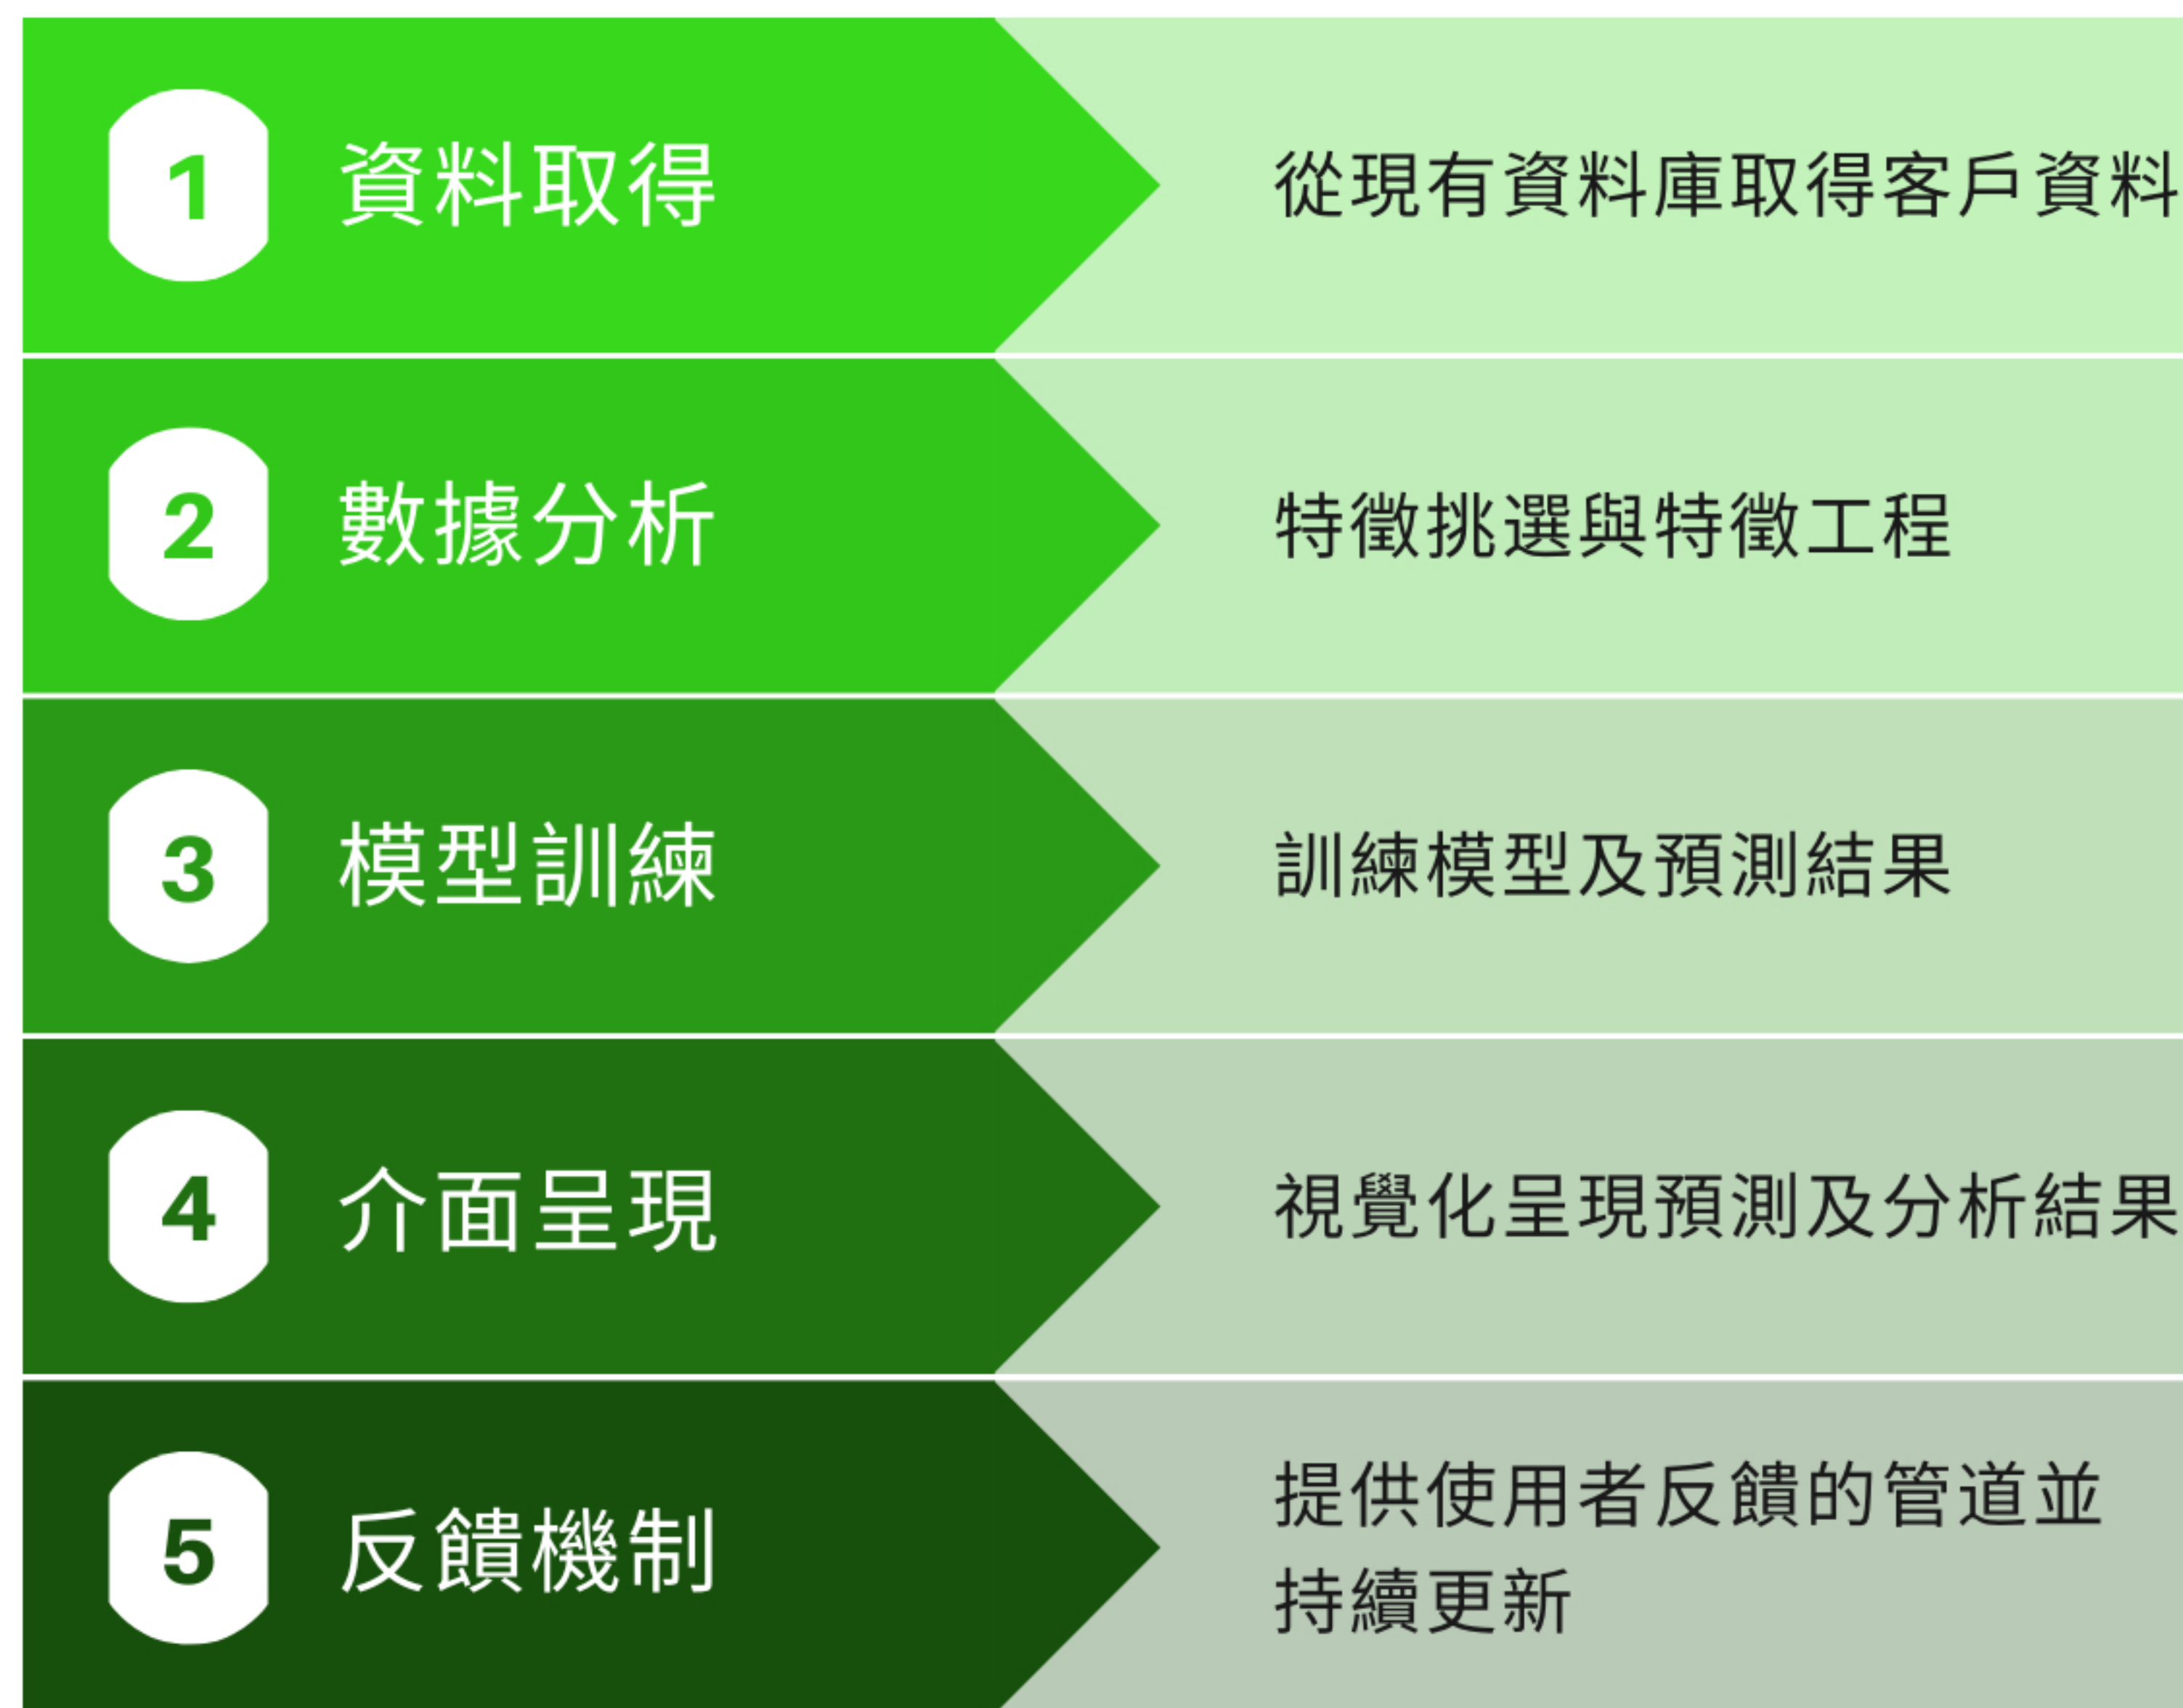 1 資料取得 從現有資料庫取得客戶資料
2 數據分析 特徵挑選與特徵工程
3 模型訓練 訓練模型及預測結果
4 介面呈現 視覺化呈現預測及分析結果
5 反饋機制 提供使用者反饋的管道並
持續更新